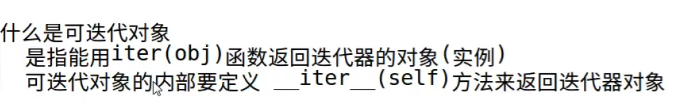 什么是可迭代对象
是指能用iter(obj)函数返回迭代器的对象(实例)
可迭代对象的内部要定义 __iter__(self)方法来返回迭代器对象